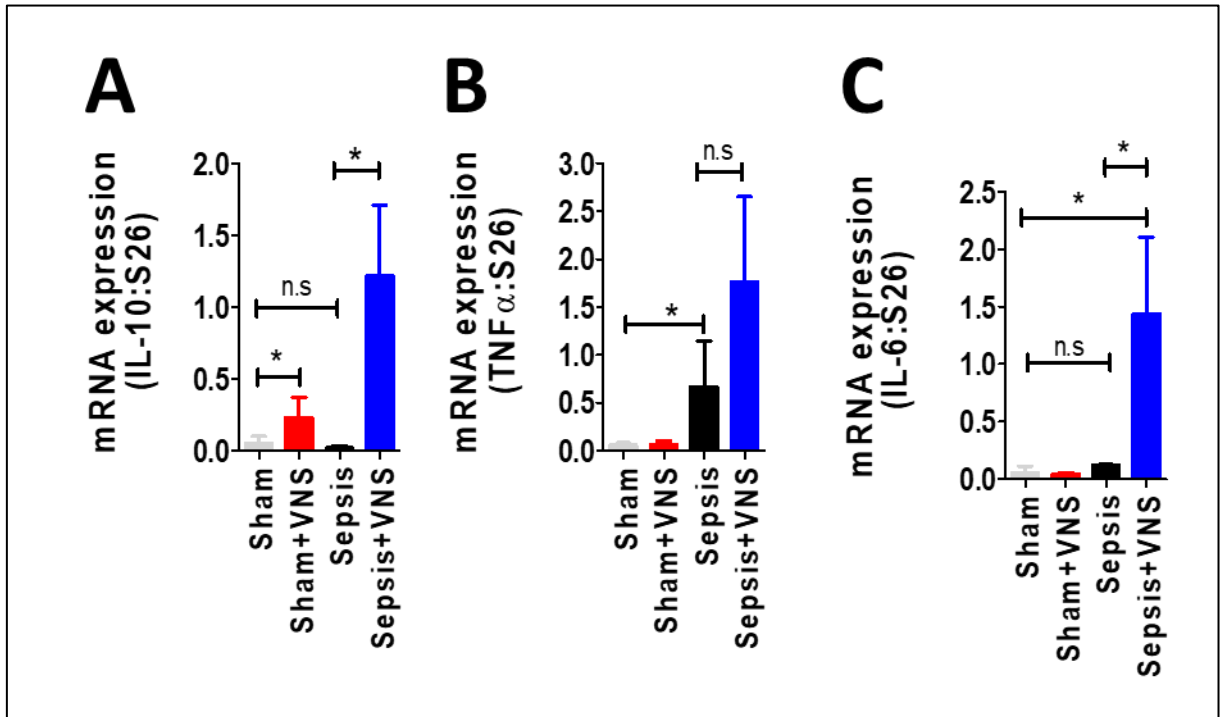 A
mRNA expression
(IL-10:S26)
2.0
1.5
1.0
0.5
0.0
*
n.s
*
Sham
Sham+VNS
Sepsis
Sepsis+VNS
B
mRNA expression
(TNFα:S26)
3.0
2.5
2.0
1.5
1.0
0.5
0.0
n.s
*
Sham
Sham+VNS
Sepsis
Sepsis+VNS
C
mRNA expression
(IL-6:S26)
2.5
2.0
1.5
1.0
0.5
0.0
*
*
n.s
Sham
Sham+VNS
Sepsis
Sepsis+VNS